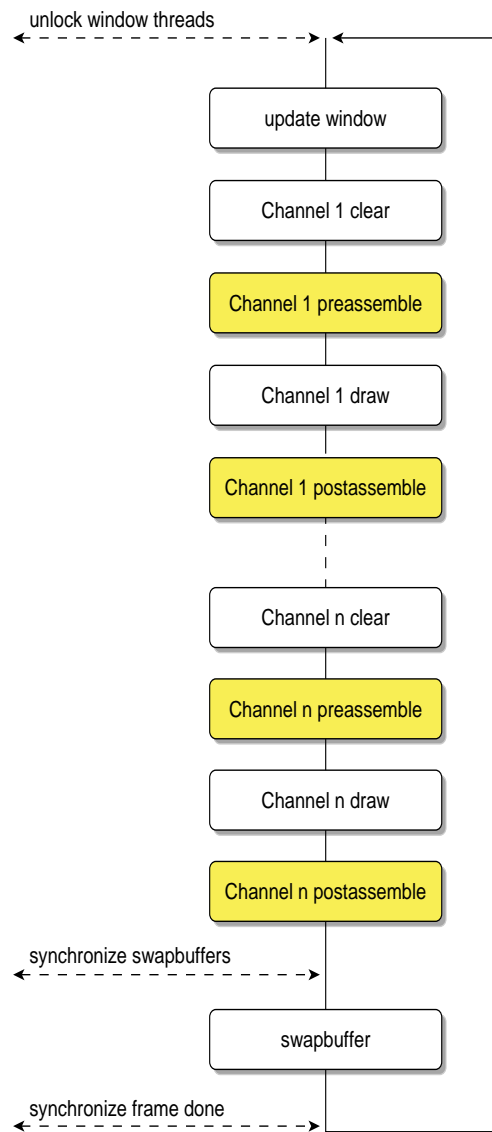 unlock window threads
update window
Channel 1 clear
Channel 1 preassemble
Channel 1 draw
Channel 1 postassemble
Channel n clear
Channel n preassemble
Channel n draw
Channel n postassemble
synchronize swapbuffers
swapbuffer
synchronize frame done